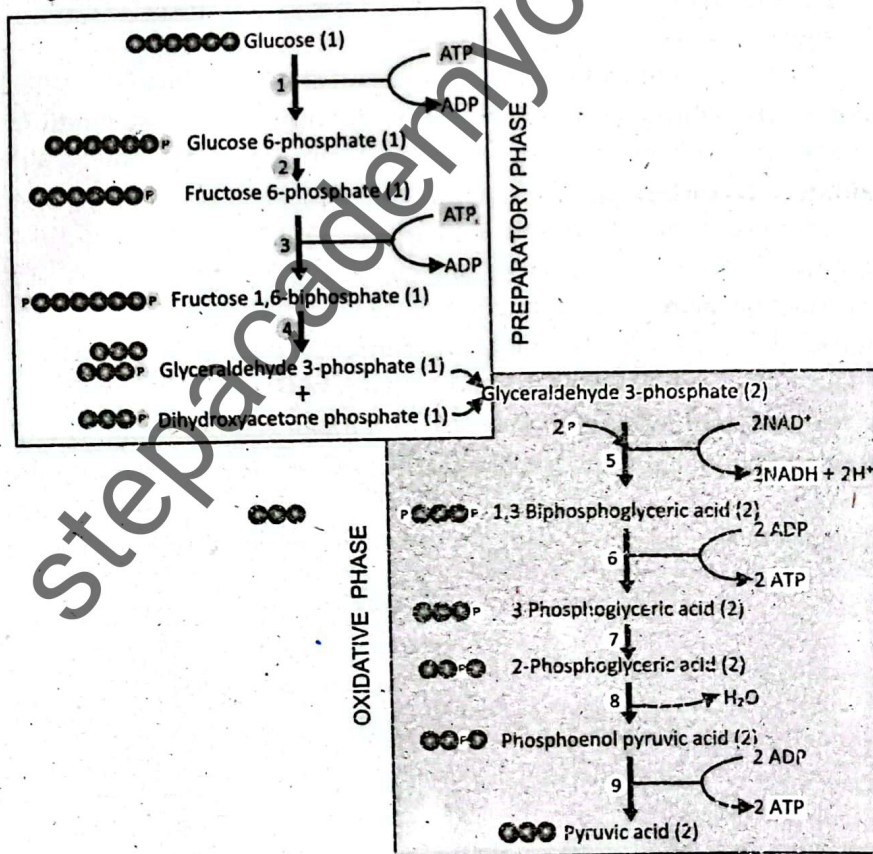 Glucose (1)
ATP
1
ADP
Glucose 6-phosphate (1)
P
2
Fructose 6-phosphate (1)
P
ATP
3
ADP
P P Fructose 1,6-biphosphate (1)
4
P Glyceraldehyde 3-phosphate (1)
+
P Dihydroxyacetone phosphate (1)
PREPARATORY PHASE
Glyceraldehyde 3-phosphate (2)
2 P
2NAD⁺
5
2NADH + 2H⁺
P P 1,3 Biphosphoglyceric acid (2)
2 ADP
6
2 ATP
P 3 Phosphoglyceric acid (2)
7
P 2-Phosphoglyceric acid (2)
8
H₂O
P Phosphoenol pyruvic acid (2)
2 ADP
9
2 ATP
Pyruvic acid (2)
OXIDATIVE PHASE
stepacademyo